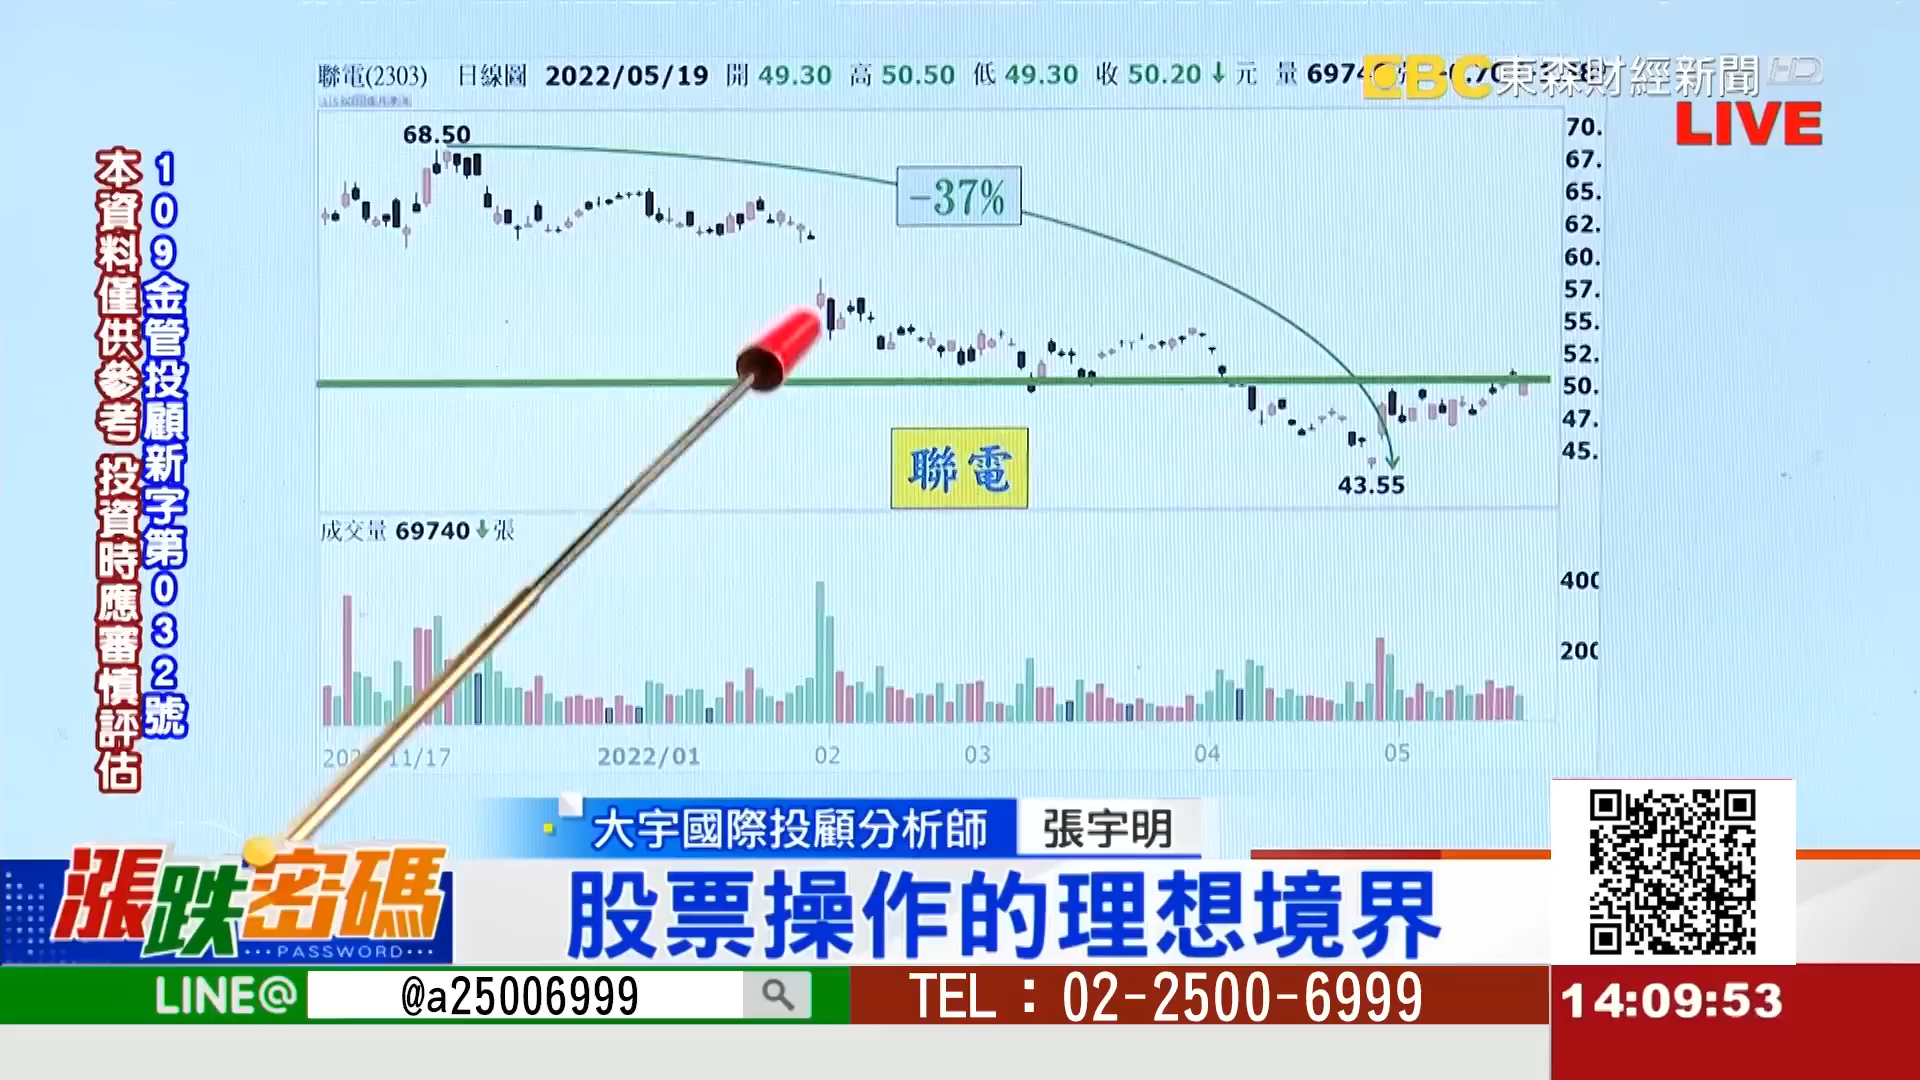 聯電(2303) 日線圖 2022/05/19 開 49.30 高 50.50 低 49.30 收 50.20↓元 量
EBC東森財經新聞 HD
LIVE
109金管投顧新字第032號
本資料僅供參考 投資時應審慎評估
68.50
-37%
70.
67.
65.
62.
60.
57.
55.
52.
50.
47.
45.
聯電
43.55
成交量 69740↓張
400
200
11/17 2022/01 02 03 04 05
大宇國際投顧分析師 張宇明
漲跌密碼
PASSWORD
股票操作的理想境界
LINE@ @a25006999 TEL：02-2500-6999
14:09:53